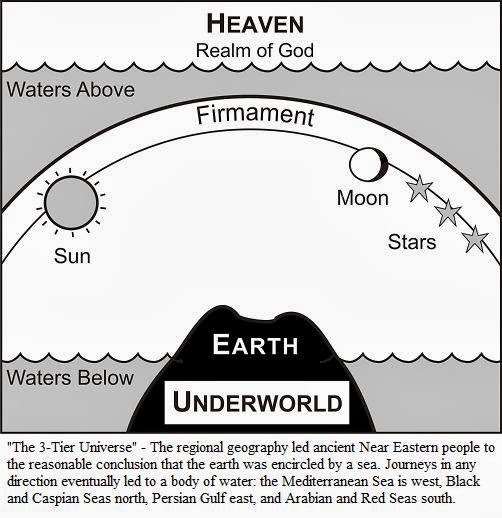 HEAVEN
Realm of God
Waters Above
Firmament
Moon
Sun
Stars
EARTH
Waters Below
UNDERWORLD
"The 3-Tier Universe" - The regional geography led ancient Near Eastern people to
the reasonable conclusion that the earth was encircled by a sea. Journeys in any
direction eventually led to a body of water: the Mediterranean Sea is west, Black
and Caspian Seas north, Persian Gulf east, and Arabian and Red Seas south.